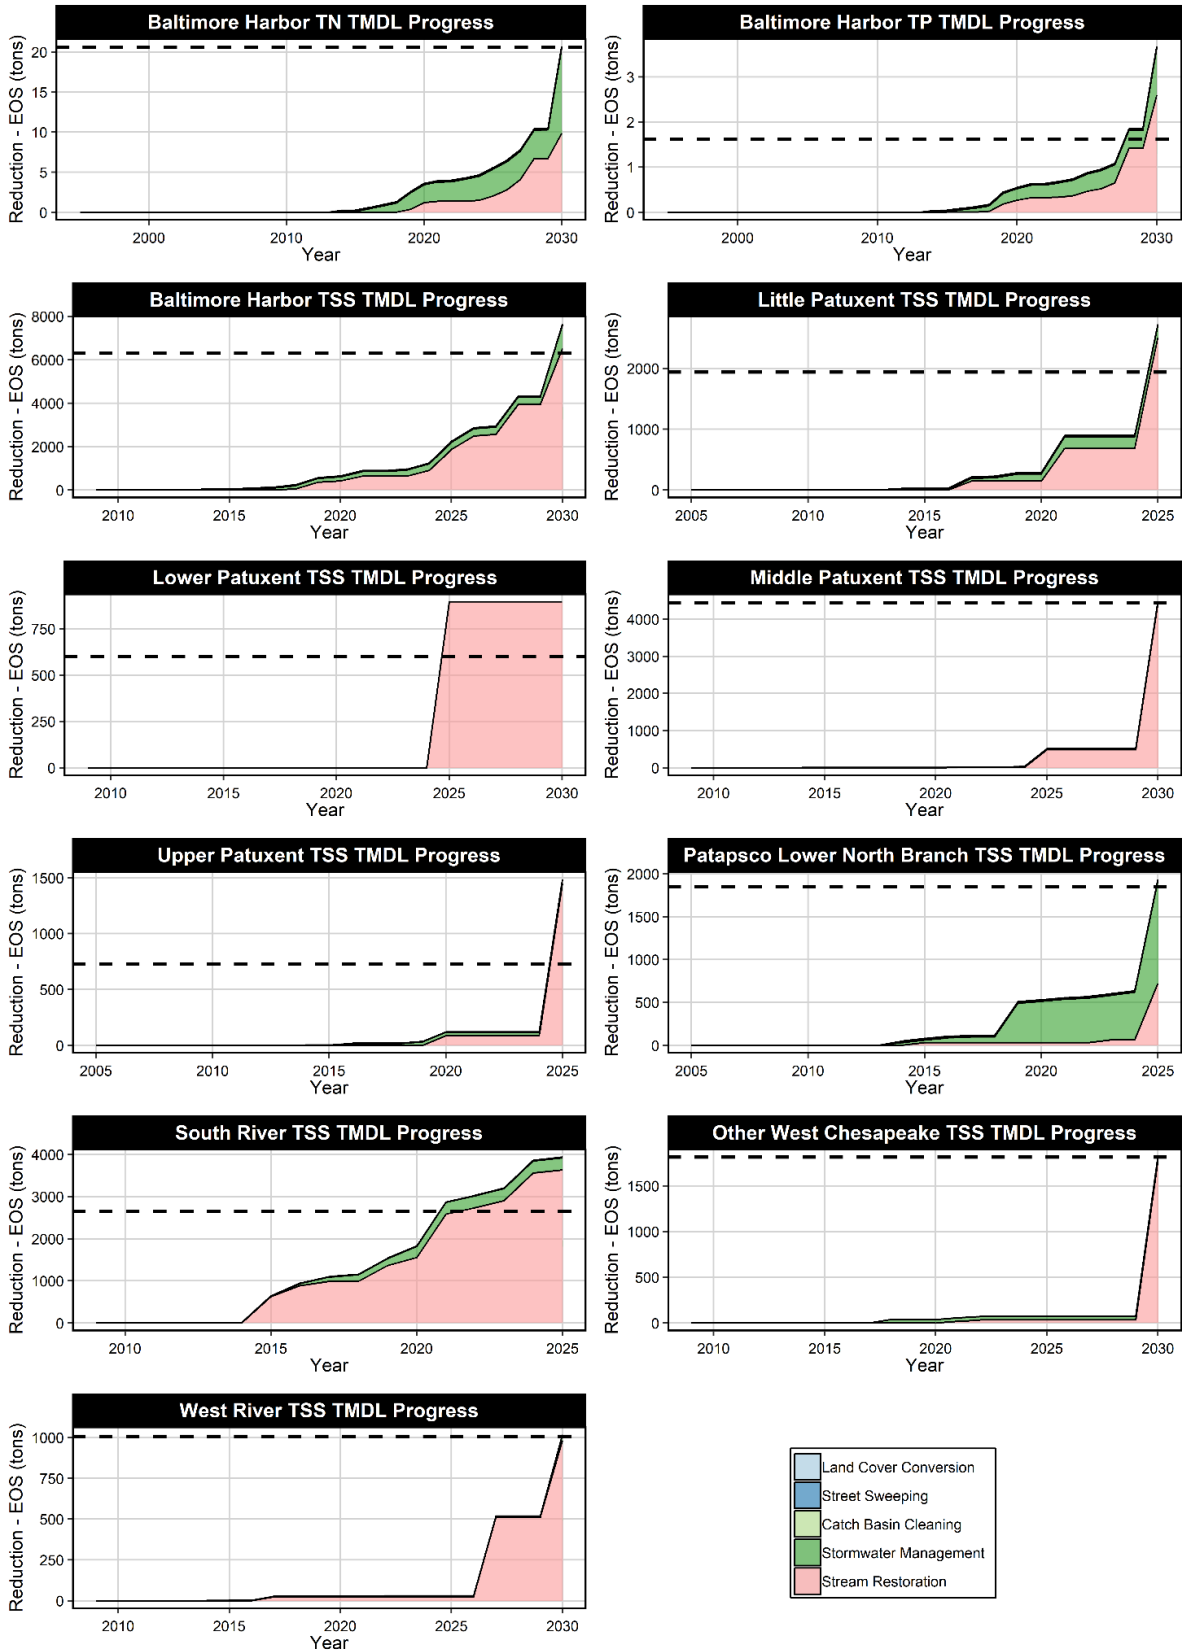 Baltimore Harbor TN TMDL Progress
Reduction - EOS (tons)
20
15
10
5
0
2000
2010
2020
2030
Year
Baltimore Harbor TP TMDL Progress
Reduction - EOS (tons)
3
2
1
0
2000
2010
2020
2030
Year
Baltimore Harbor TSS TMDL Progress
Reduction - EOS (tons)
8000
6000
4000
2000
0
2010
2015
2020
2025
2030
Year
Little Patuxent TSS TMDL Progress
Reduction - EOS (tons)
2000
1000
0
2005
2010
2015
2020
2025
Year
Lower Patuxent TSS TMDL Progress
Reduction - EOS (tons)
750
500
250
0
2010
2015
2020
2025
2030
Year
Middle Patuxent TSS TMDL Progress
Reduction - EOS (tons)
4000
3000
2000
1000
0
2010
2015
2020
2025
2030
Year
Upper Patuxent TSS TMDL Progress
Reduction - EOS (tons)
1500
1000
500
0
2005
2010
2015
2020
2025
Year
Patapsco Lower North Branch TSS TMDL Progress
Reduction - EOS (tons)
2000
1500
1000
500
0
2005
2010
2015
2020
2025
Year
South River TSS TMDL Progress
Reduction - EOS (tons)
4000
3000
2000
1000
0
2010
2015
2020
2025
Year
Other West Chesapeake TSS TMDL Progress
Reduction - EOS (tons)
1500
1000
500
0
2010
2015
2020
2025
2030
Year
West River TSS TMDL Progress
Reduction - EOS (tons)
1000
750
500
250
0
2010
2015
2020
2025
2030
Year
Land Cover Conversion
Street Sweeping
Catch Basin Cleaning
Stormwater Management
Stream Restoration